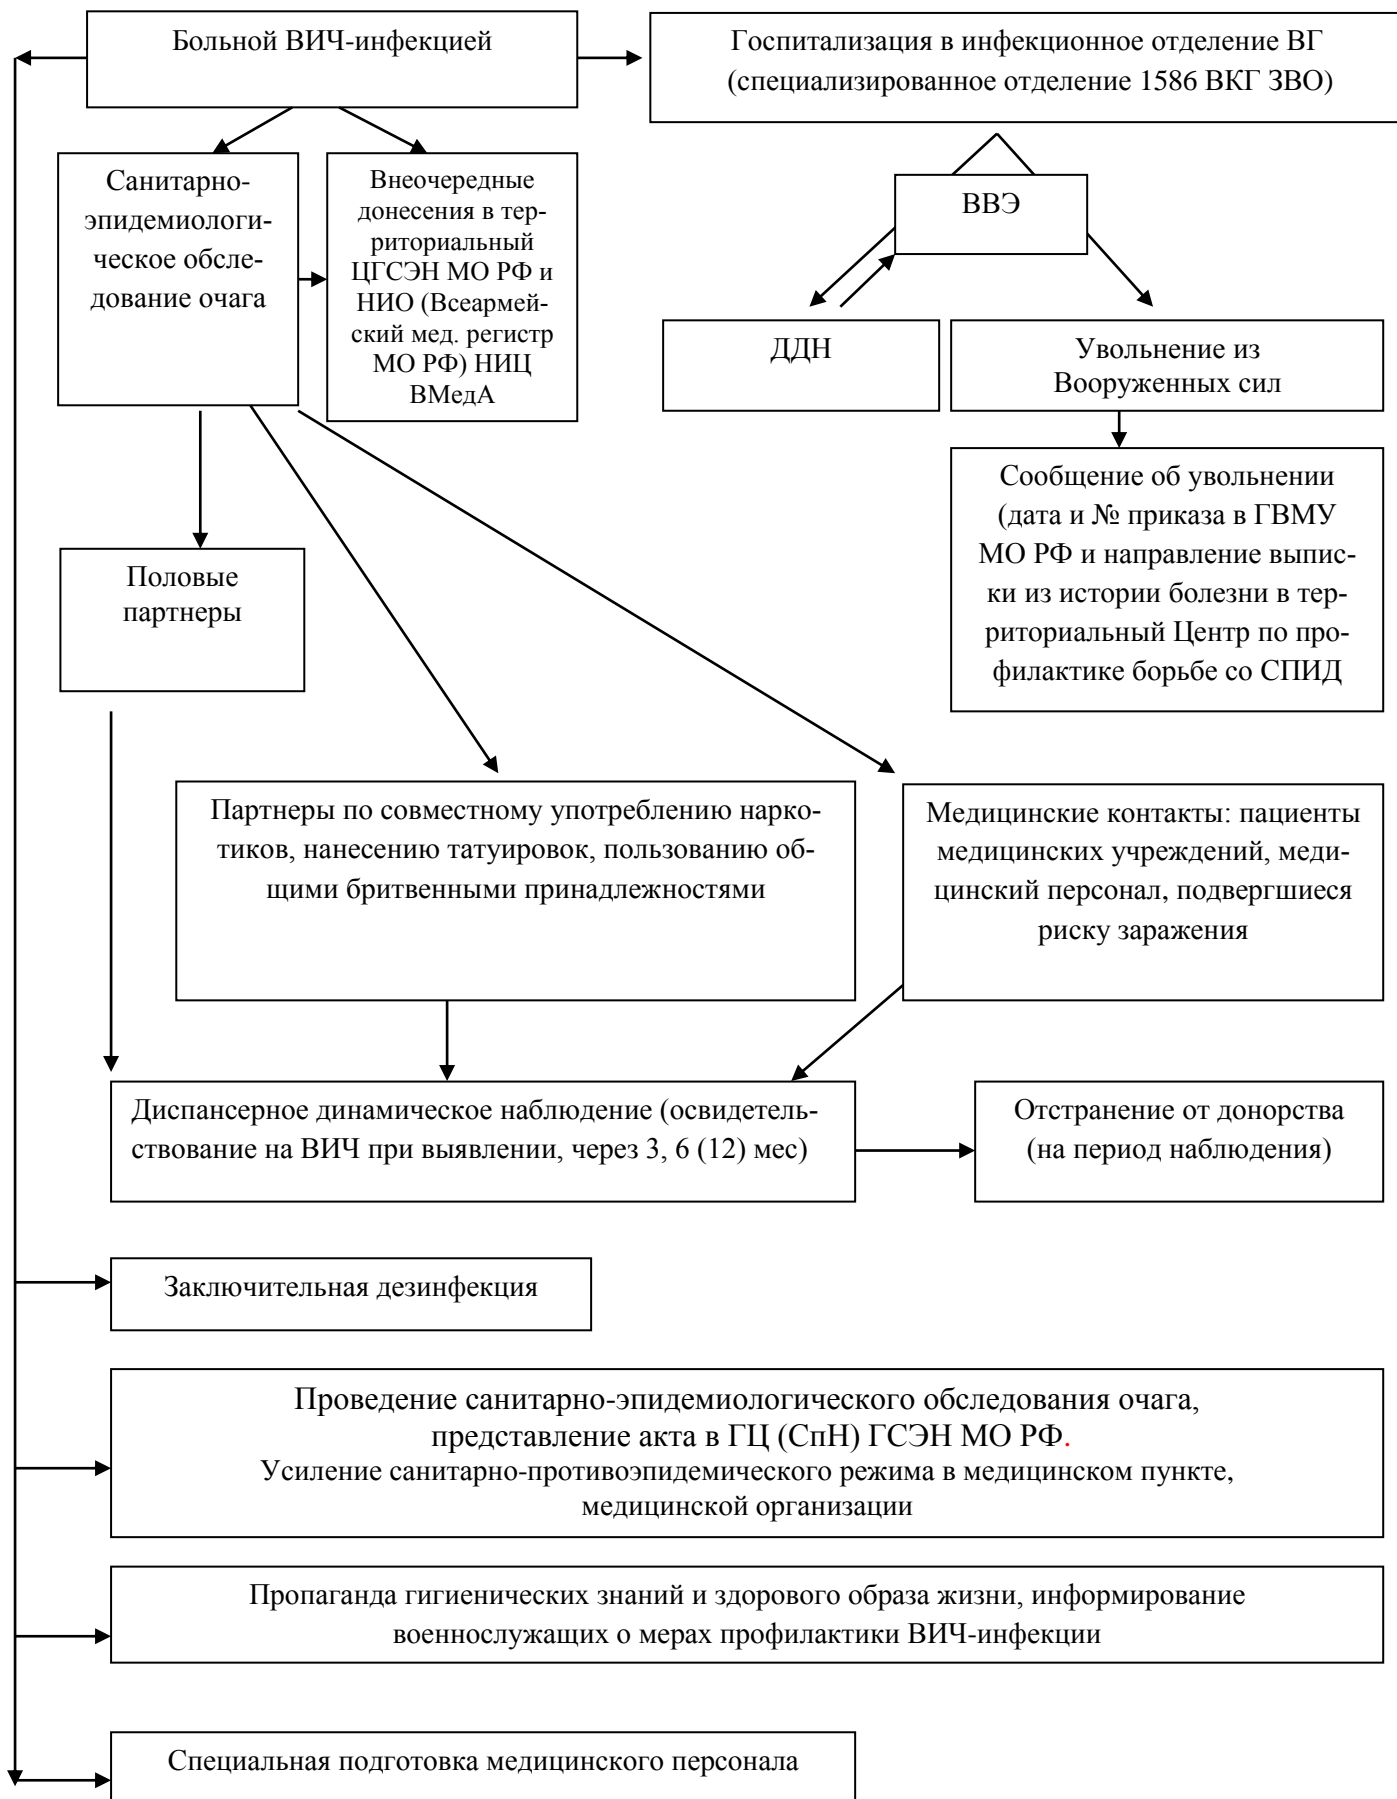 Больной ВИЧ-инфекцией
Госпитализация в инфекционное отделение ВГ
(специализированное отделение 1586 ВКГ ЗВО)
Санитарно-
эпидемиологи-
ческое обсле-
дование очага
Внеочередные
донесения в тер-
риториальный
ЦГСЭН МО РФ и
НИО (Всеармей-
ский мед. регистр
МО РФ) НИЦ
ВМедА
ВВЭ
ДДН
Увольнение из
Вооруженных сил
Сообщение об увольнении
(дата и № приказа в ГВМУ
МО РФ и направление выпис-
ки из истории болезни в тер-
риториальный Центр по про-
филактике борьбе со СПИД
Половые
партнеры
Партнеры по совместному употреблению нарко-
тиков, нанесению татуировок, пользованию об-
щими бритвенными принадлежностями
Медицинские контакты: пациенты
медицинских учреждений, меди-
цинский персонал, подвергшиеся
риску заражения
Диспансерное динамическое наблюдение (освидетель-
ствование на ВИЧ при выявлении, через 3, 6 (12) мес)
Отстранение от донорства
(на период наблюдения)
Заключительная дезинфекция
Проведение санитарно-эпидемиологического обследования очага,
представление акта в ГЦ (СпН) ГСЭН МО РФ.
Усиление санитарно-противоэпидемического режима в медицинском пункте,
медицинской организации
Пропаганда гигиенических знаний и здорового образа жизни, информирование
военнослужащих о мерах профилактики ВИЧ-инфекции
Специальная подготовка медицинского персонала